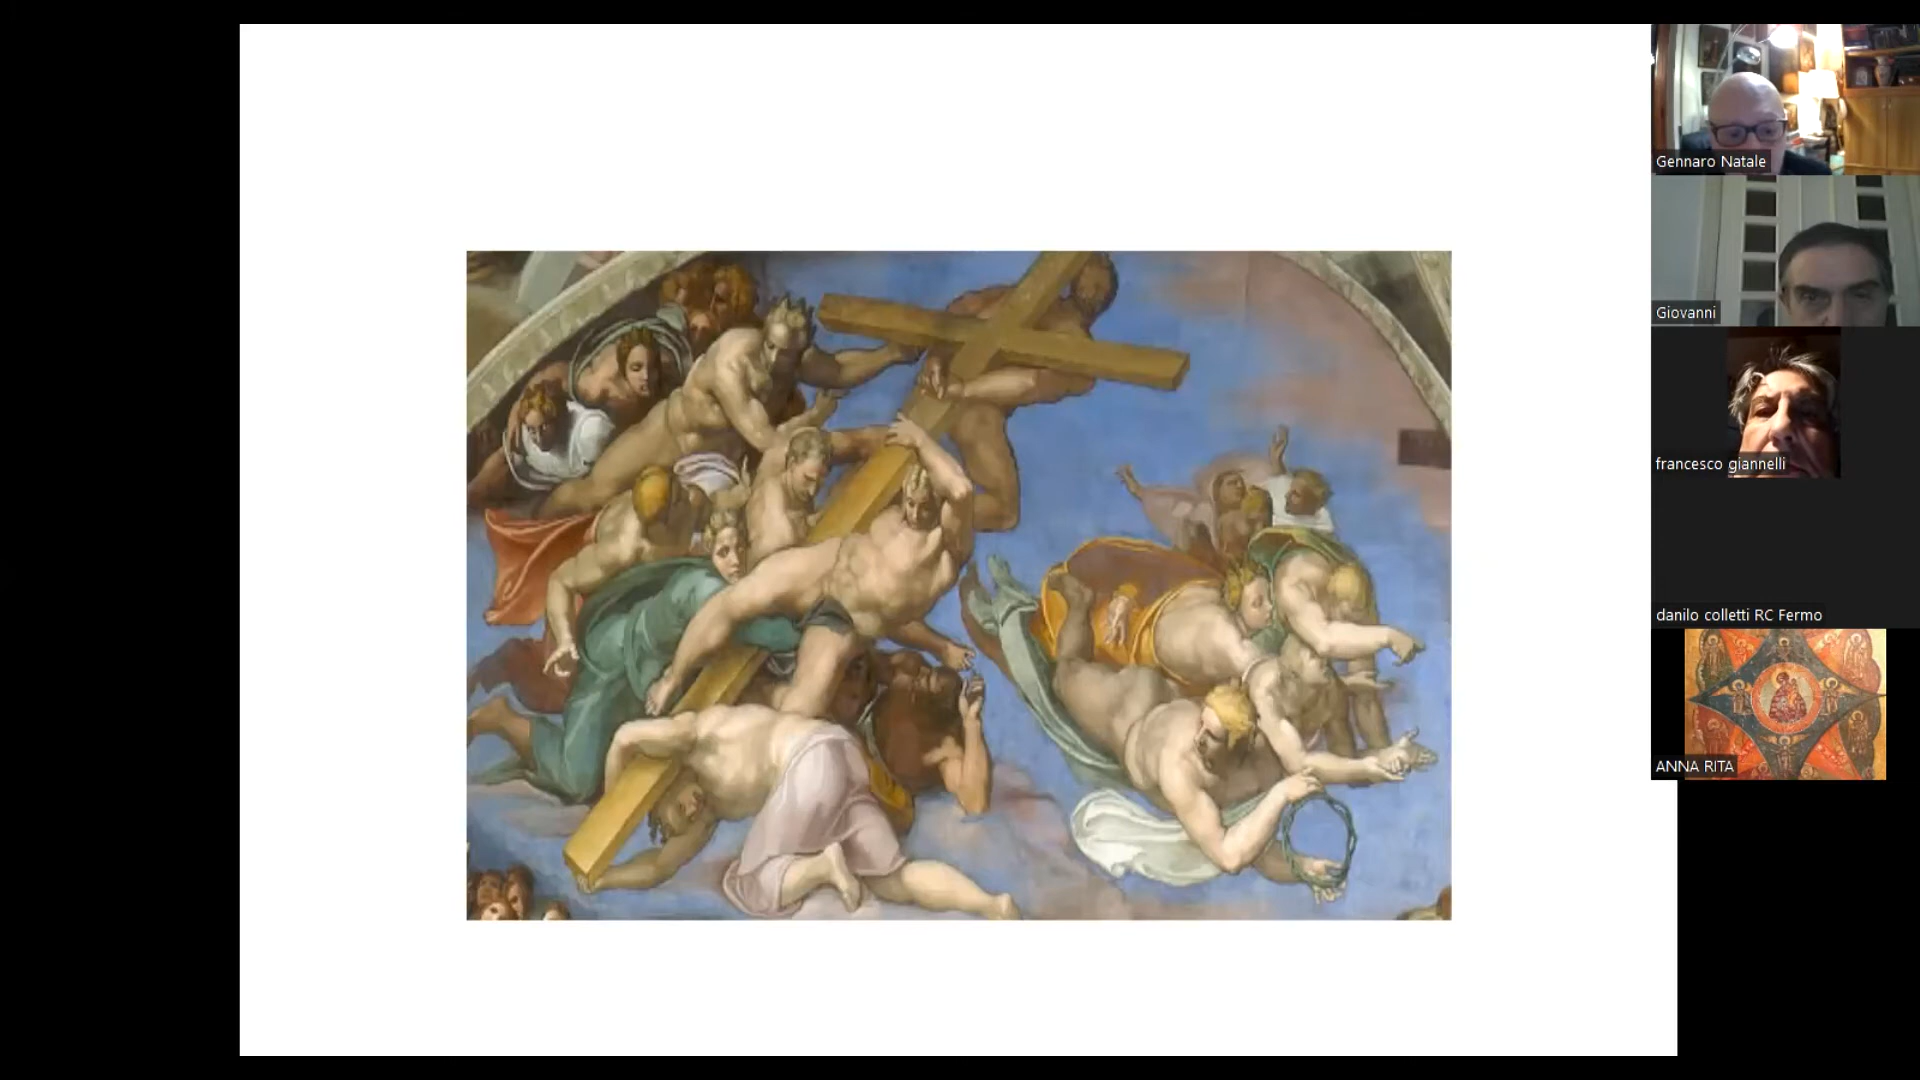 Gennaro Natale
Giovanni
francesco giannelli
danilo colletti RC Fermo
ANNA RITA